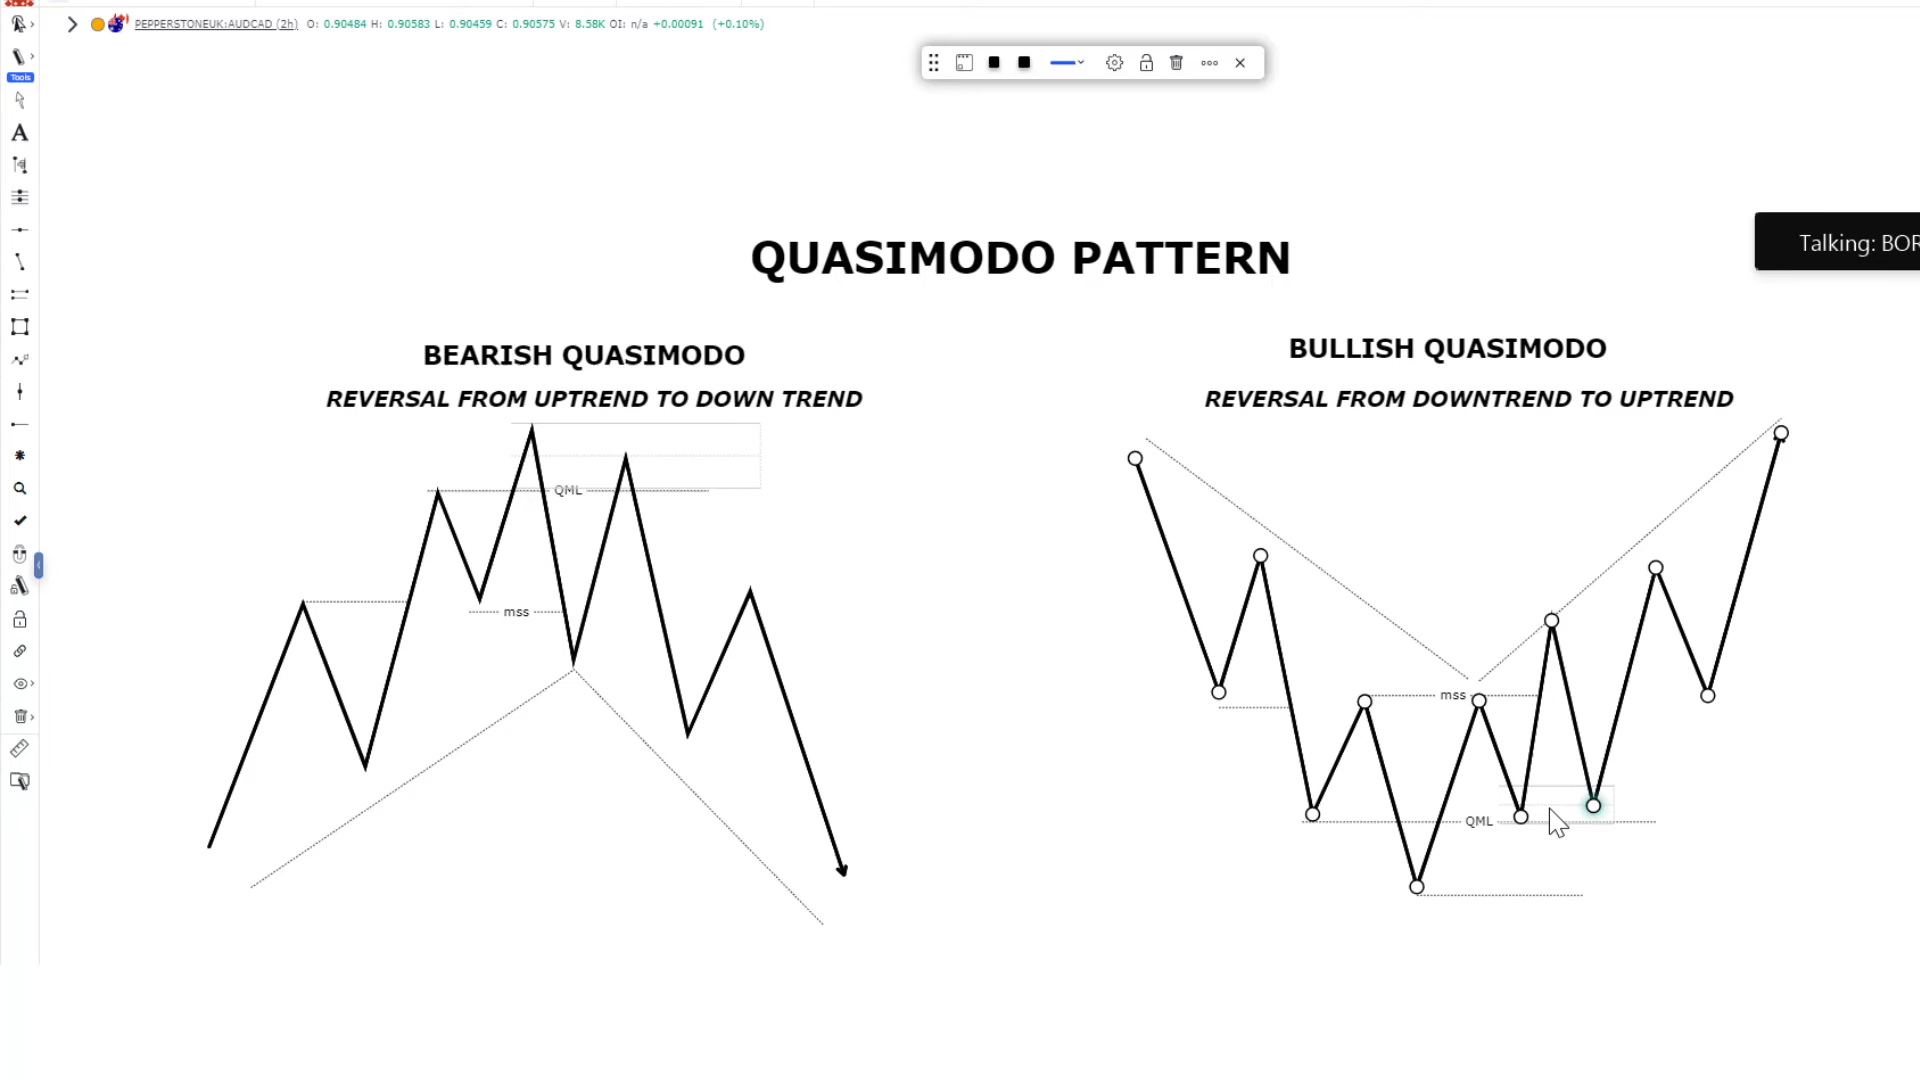 PEPPERSTONEUK:AUDCAD (2h) O: 0.90484 H: 0.90583 L: 0.90459 C: 0.90575 V: 8.58K OI: n/a +0.00091 (+0.10%)
Tools
A
Talking: BOR
QUASIMODO PATTERN
BEARISH QUASIMODO
REVERSAL FROM UPTREND TO DOWN TREND
QML
mss
BULLISH QUASIMODO
REVERSAL FROM DOWNTREND TO UPTREND
mss
QML